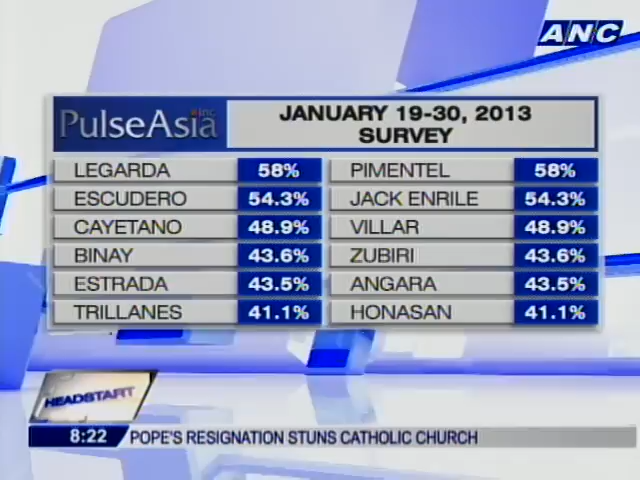 ANC
PulseAsia inc
JANUARY 19-30, 2013
SURVEY
LEGARDA 58% PIMENTEL 58%
ESCUDERO 54.3% JACK ENRILE 54.3%
CAYETANO 48.9% VILLAR 48.9%
BINAY 43.6% ZUBIRI 43.6%
ESTRADA 43.5% ANGARA 43.5%
TRILLANES 41.1% HONASAN 41.1%
HEADSTART
8:22 POPE'S RESIGNATION STUNS CATHOLIC CHURCH